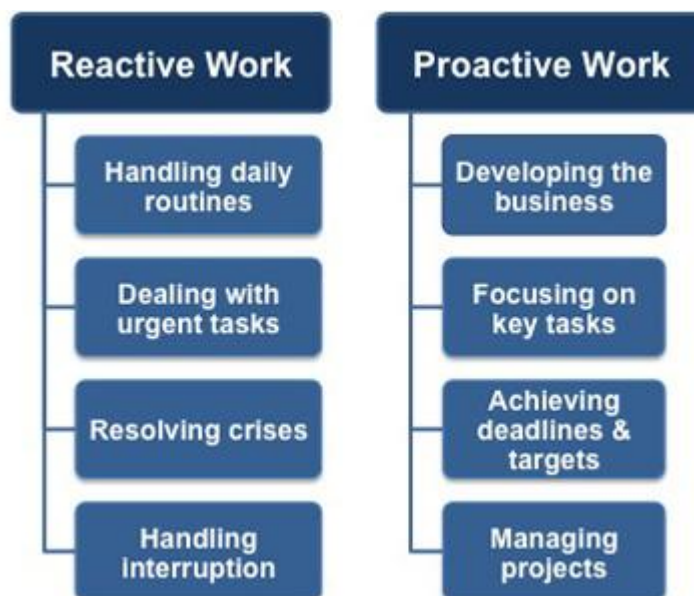 Reactive Work
Handling daily
routines
Dealing with
urgent tasks
Resolving crises
Handling
interruption
Proactive Work
Developing the
business
Focusing on
key tasks
Achieving
deadlines &
targets
Managing
projects